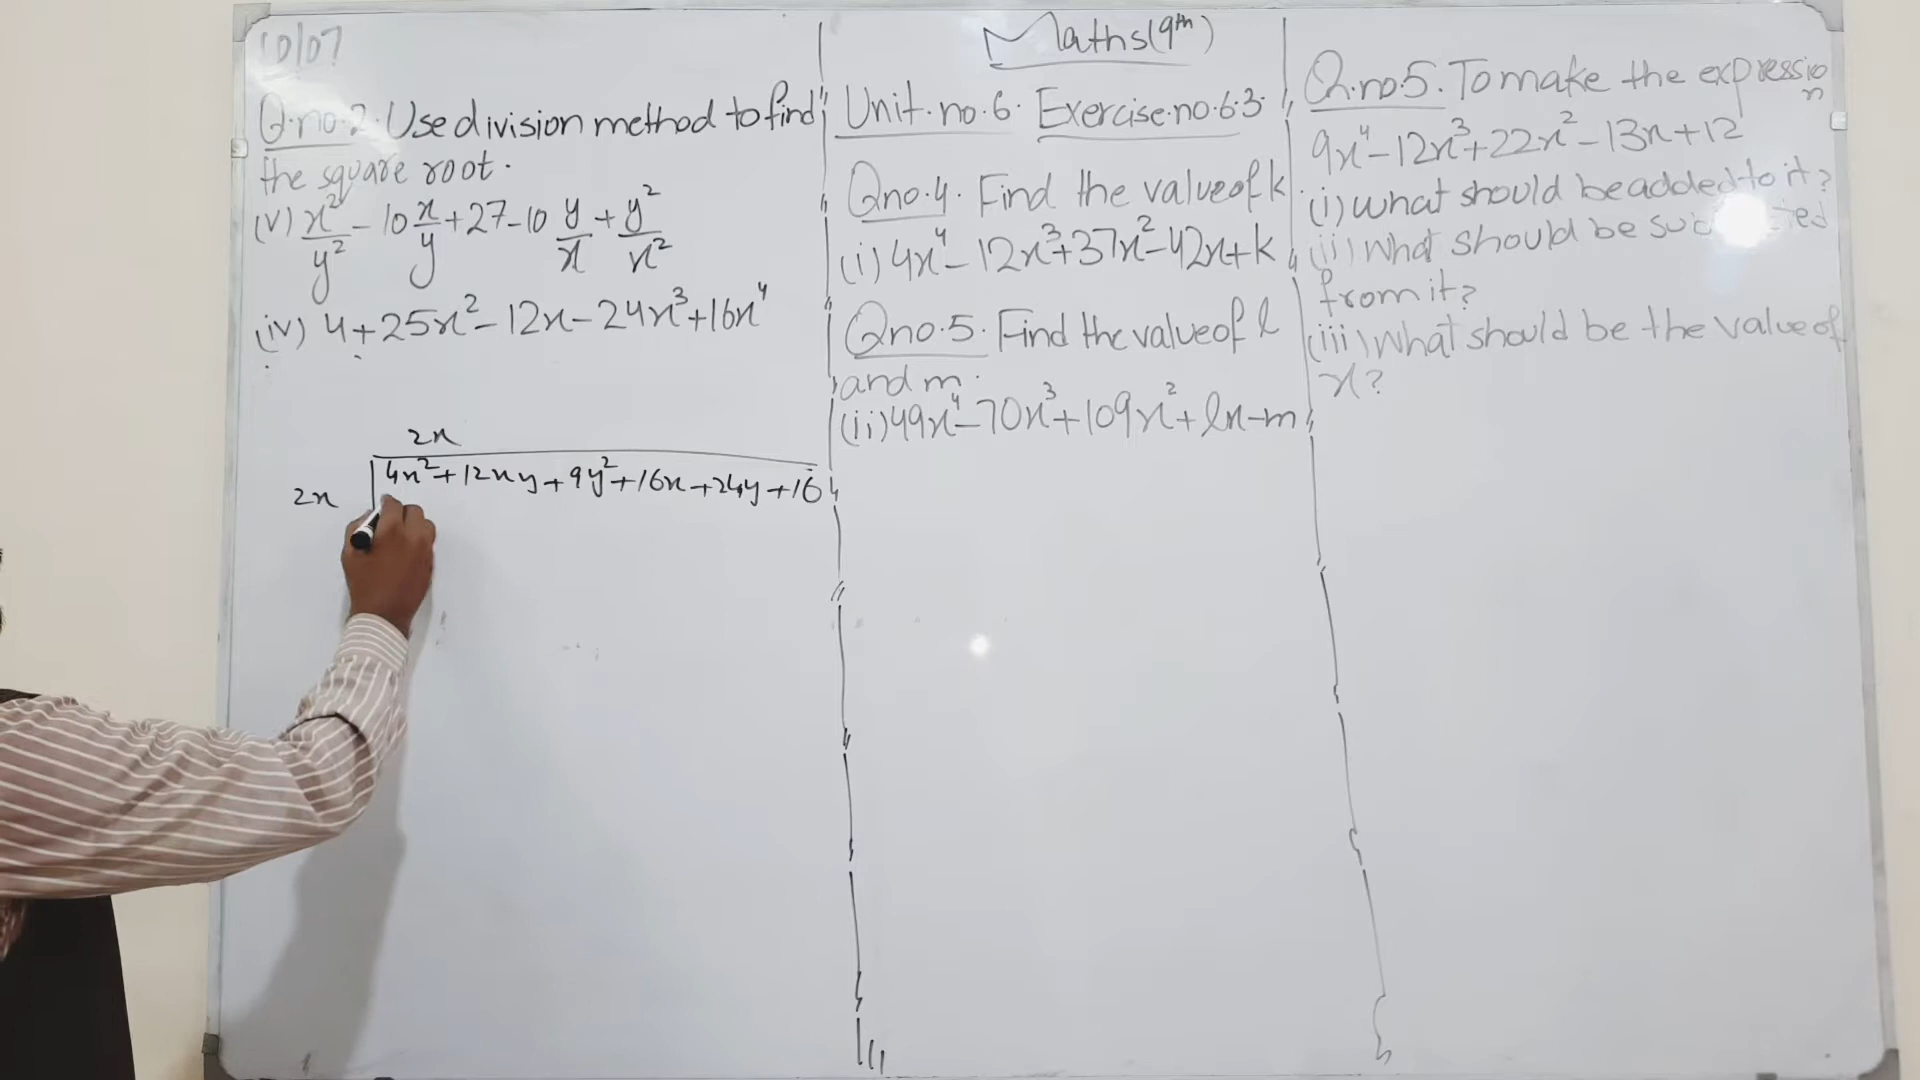 10/07
Maths(9th)
Q.no.2. Use division method to find
the square root.
(v) x²/y² - 10 x/y + 27 - 10 y/x + y²/x²
(iv) 4 + 25x² - 12x - 24x³ + 16x⁴
2x
2x 4x² + 12xy + 9y² + 16x + 24y + 16
Unit.no.6. Exercise.no.6.3.
Qno.4. Find the value of k
(i) 4x⁴ - 12x³ + 37x² - 42x + k
Qno.5. Find the value of l
and m.
(ii) 49x⁴ - 70x³ + 109x² + lx - m
Q.no.5. To make the expression
9x⁴ - 12x³ + 22x² - 13x + 12
(i) what should be added to it?
(ii) What should be
from it?
(iii) What should be the value of
x?